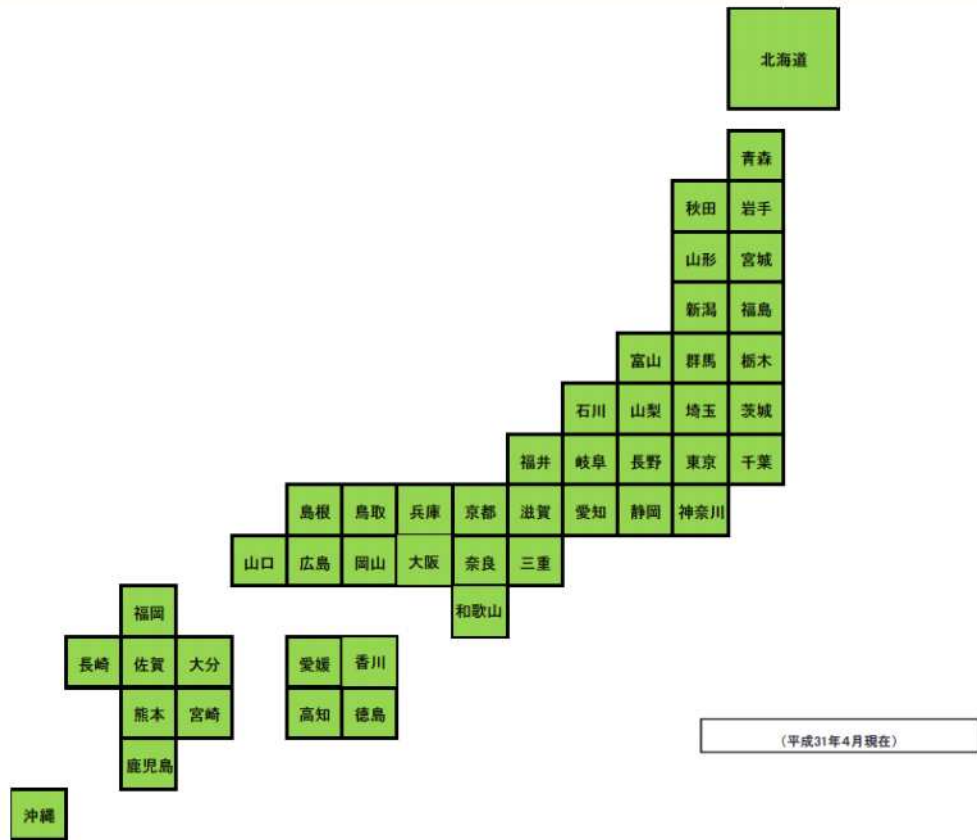 北海道
青森
秋田 岩手
山形 宮城
新潟 福島
富山 群馬 栃木
石川 山梨 埼玉 茨城
福井 岐阜 長野 東京 千葉
島根 鳥取 兵庫 京都 滋賀 愛知 静岡 神奈川
山口 広島 岡山 大阪 奈良 三重
福岡 和歌山
長崎 佐賀 大分 愛媛 香川
熊本 宮崎 高知 徳島
(平成31年4月現在)
鹿児島
沖縄